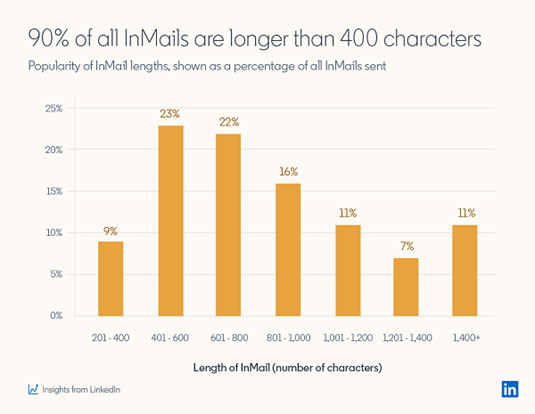 90% of all InMails are longer than 400 characters
Popularity of InMail lengths, shown as a percentage of all InMails sent
25%
20%
15%
10%
5%
0%
9%
23%
22%
16%
11%
7%
11%
201 - 400
401 - 600
601 - 800
801 - 1,000
1,001 - 1,200
1,201 - 1,400
1,400+
Length of InMail (number of characters)
Insights from LinkedIn
in